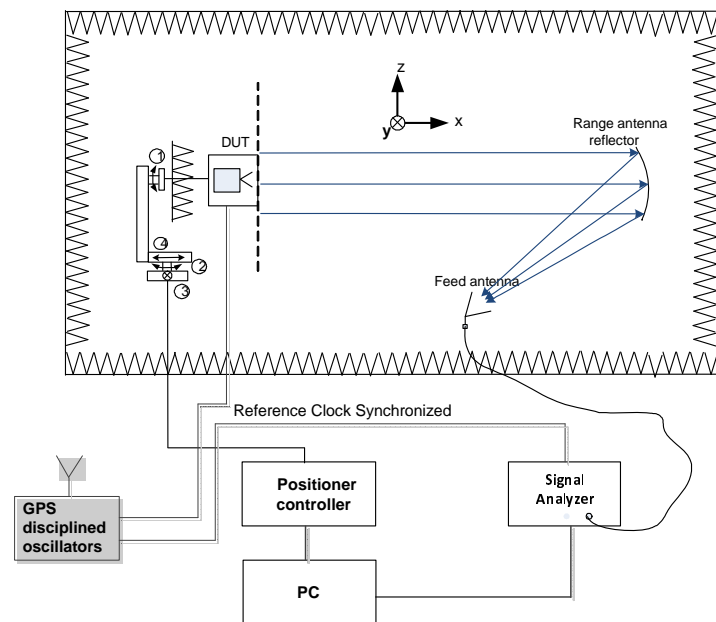 z
x
y
Range antenna
reflector
DUT
1
4
2
3
Feed antenna
Reference Clock Synchronized
Positioner
controller
Signal
Analyzer
GPS
disciplined
oscillators
PC